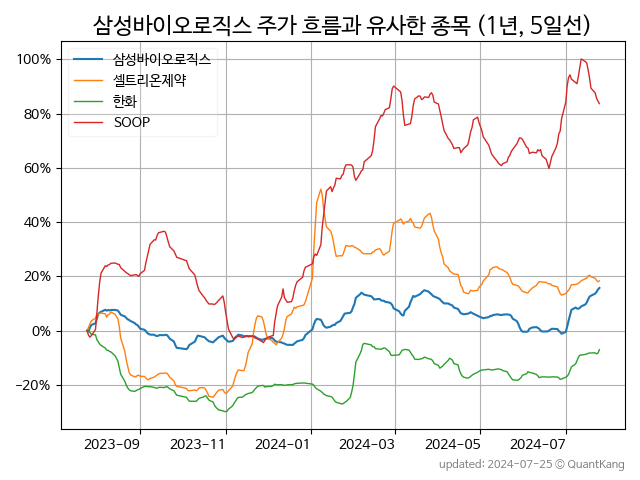 삼성바이오로직스 주가 흐름과 유사한 종목 (1년, 5일선)
삼성바이오로직스
셀트리온제약
한화
SOOP
100%
80%
60%
40%
20%
0%
−20%
2023−09 2023−11 2024−01 2024−03 2024−05 2024−07
updated: 2024-07-25 © QuantKang